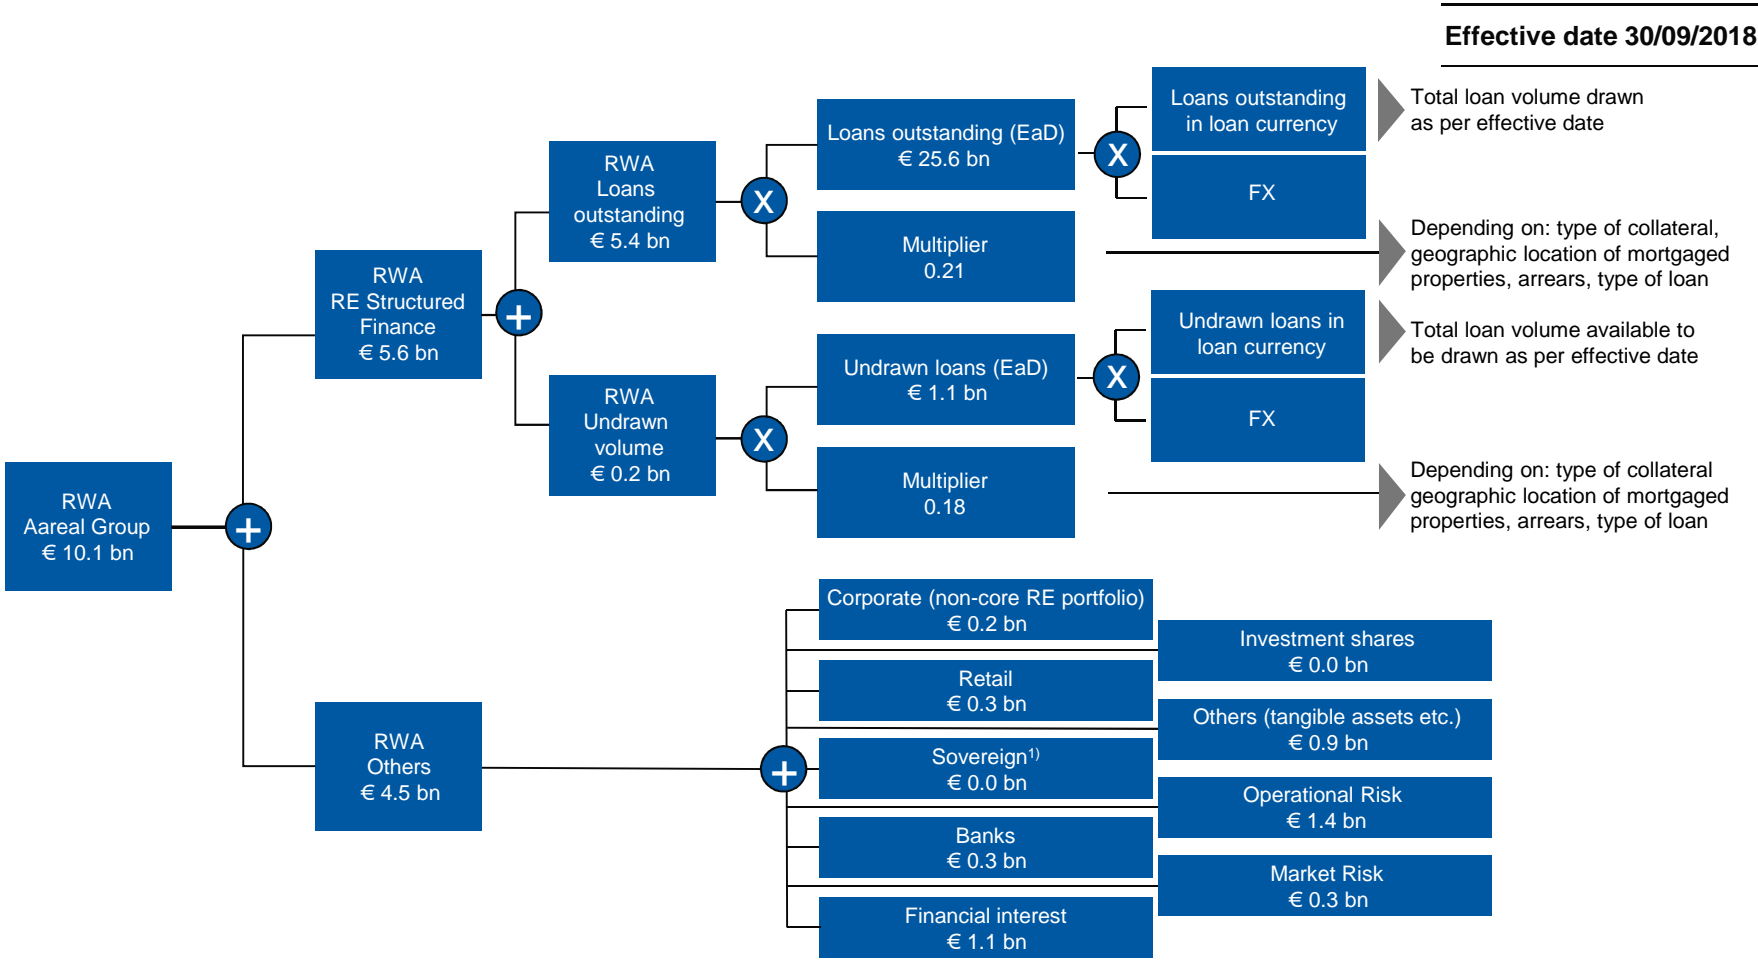 Effective date 30/09/2018
RWA
Aareal Group
€ 10.1 bn
+
RWA
RE Structured
Finance
€ 5.6 bn
+
RWA
Loans
outstanding
€ 5.4 bn
X
Loans outstanding (EaD)
€ 25.6 bn
X
Loans outstanding
in loan currency
FX
Total loan volume drawn
as per effective date
Multiplier
0.21
Depending on: type of collateral,
geographic location of mortgaged
properties, arrears, type of loan
RWA
Undrawn
volume
€ 0.2 bn
X
Undrawn loans (EaD)
€ 1.1 bn
X
Undrawn loans in
loan currency
FX
Total loan volume available to
be drawn as per effective date
Multiplier
0.18
Depending on: type of collateral
geographic location of mortgaged
properties, arrears, type of loan
RWA
Others
€ 4.5 bn
+
Corporate (non-core RE portfolio)
€ 0.2 bn
Investment shares
€ 0.0 bn
Retail
€ 0.3 bn
Others (tangible assets etc.)
€ 0.9 bn
Sovereign1)
€ 0.0 bn
Operational Risk
€ 1.4 bn
Banks
€ 0.3 bn
Market Risk
€ 0.3 bn
Financial interest
€ 1.1 bn